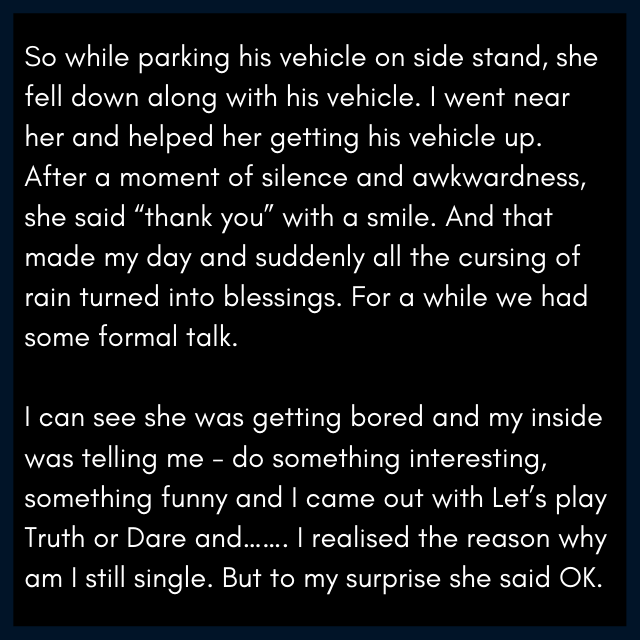 So while parking his vehicle on side stand, she
fell down along with his vehicle. I went near
her and helped her getting his vehicle up.
After a moment of silence and awkwardness,
she said “thank you” with a smile. And that
made my day and suddenly all the cursing of
rain turned into blessings. For a while we had
some formal talk.

I can see she was getting bored and my inside
was telling me – do something interesting,
something funny and I came out with Let’s play
Truth or Dare and……. I realised the reason why
am I still single. But to my surprise she said OK.